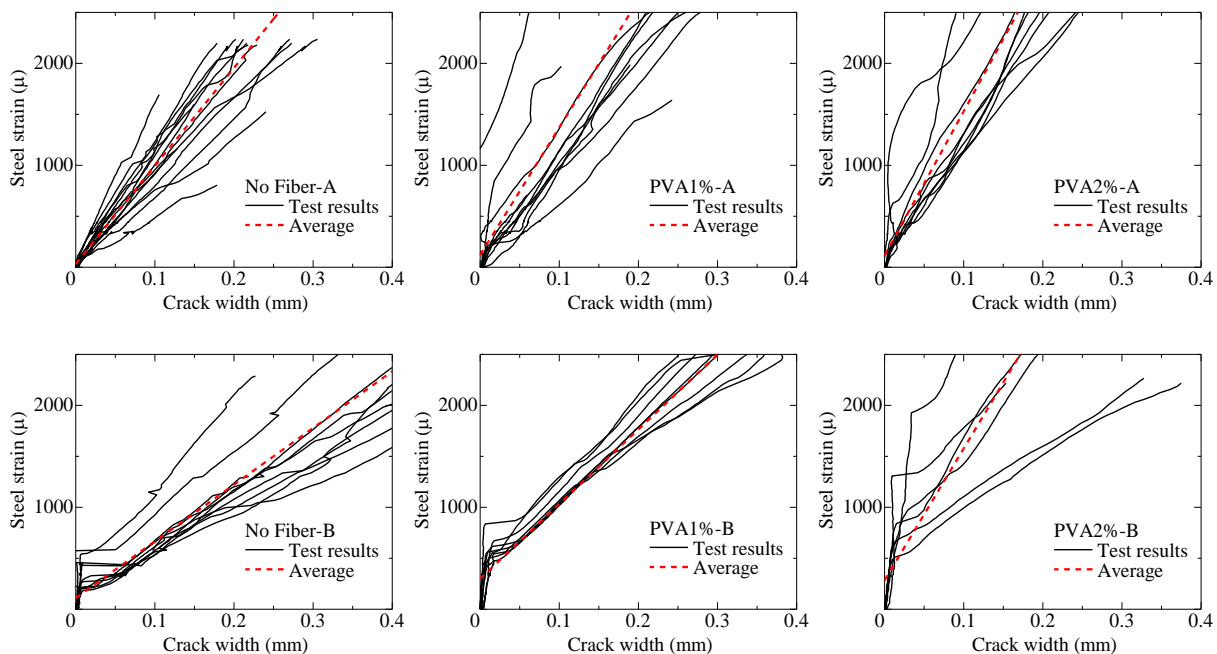 Steel strain (μ)
2000
1000
0
0.1
0.2
0.3
0.4
Crack width (mm)
No Fiber-A
Test results
Average
Steel strain (μ)
2000
1000
0
0.1
0.2
0.3
0.4
Crack width (mm)
PVA1%-A
Test results
Average
Steel strain (μ)
2000
1000
0
0.1
0.2
0.3
0.4
Crack width (mm)
PVA2%-A
Test results
Average
Steel strain (μ)
2000
1000
0
0.1
0.2
0.3
0.4
Crack width (mm)
No Fiber-B
Test results
Average
Steel strain (μ)
2000
1000
0
0.1
0.2
0.3
0.4
Crack width (mm)
PVA1%-B
Test results
Average
Steel strain (μ)
2000
1000
0
0.1
0.2
0.3
0.4
Crack width (mm)
PVA2%-B
Test results
Average